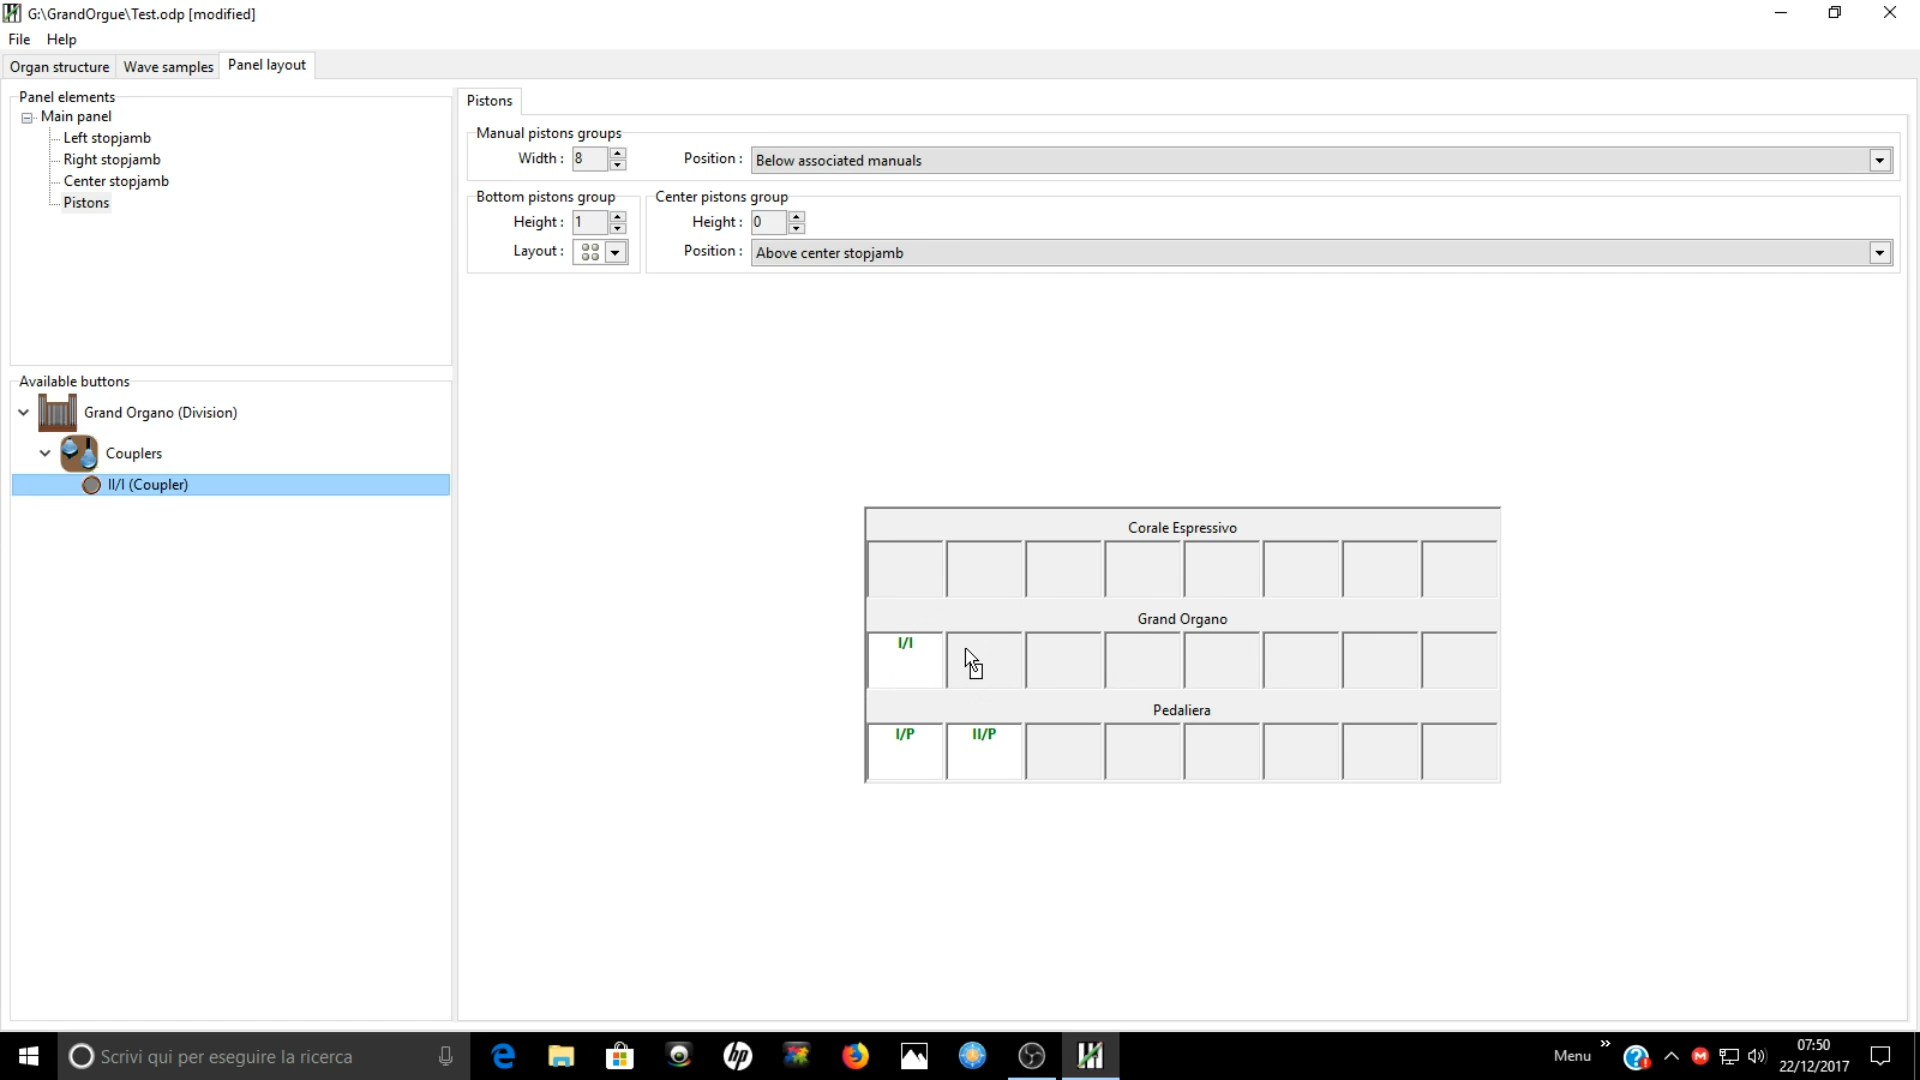 G:\GrandOrgue\Test.odp [modified]
File Help
Organ structure Wave samples Panel layout
Panel elements
Main panel
Left stopjamb
Right stopjamb
Center stopjamb
Pistons
Available buttons
Grand Organo (Division)
Couplers
II/I (Coupler)
Pistons
Manual pistons groups
Width : 8 Position : Below associated manuals
Bottom pistons group
Height : 1
Layout :
Center pistons group
Height : 0
Position : Above center stopjamb
Corale Espressivo
Grand Organo
I/I
Pedaliera
I/P II/P
Scrivi qui per eseguire la ricerca
hp
Menu
07:50
22/12/2017